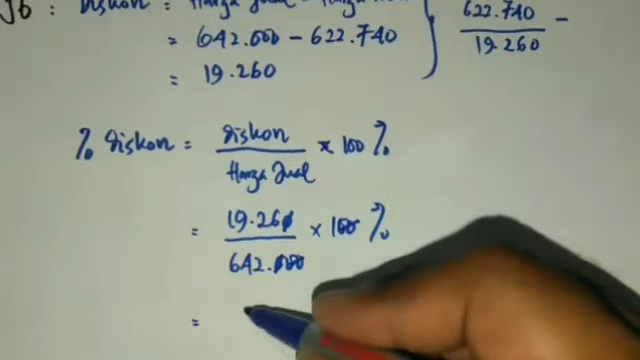 Jb : Diskon = Harga Jual - Harga
= 642.000 - 622.740
= 19.260
622.740 -
19.260
% Diskon = Diskon / Harga Jual × 100 %
= 19.260 / 642.000 × 100 %
=